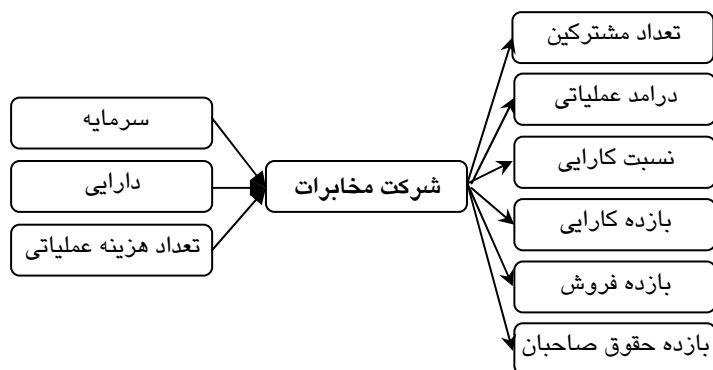 تعداد مشترکین
درامد عملیاتی
نسبت کارایی
بازده کارایی
بازده فروش
بازده حقوق صاحبان
شرکت مخابرات
سرمایه
دارایی
تعداد هزینه عملیاتی